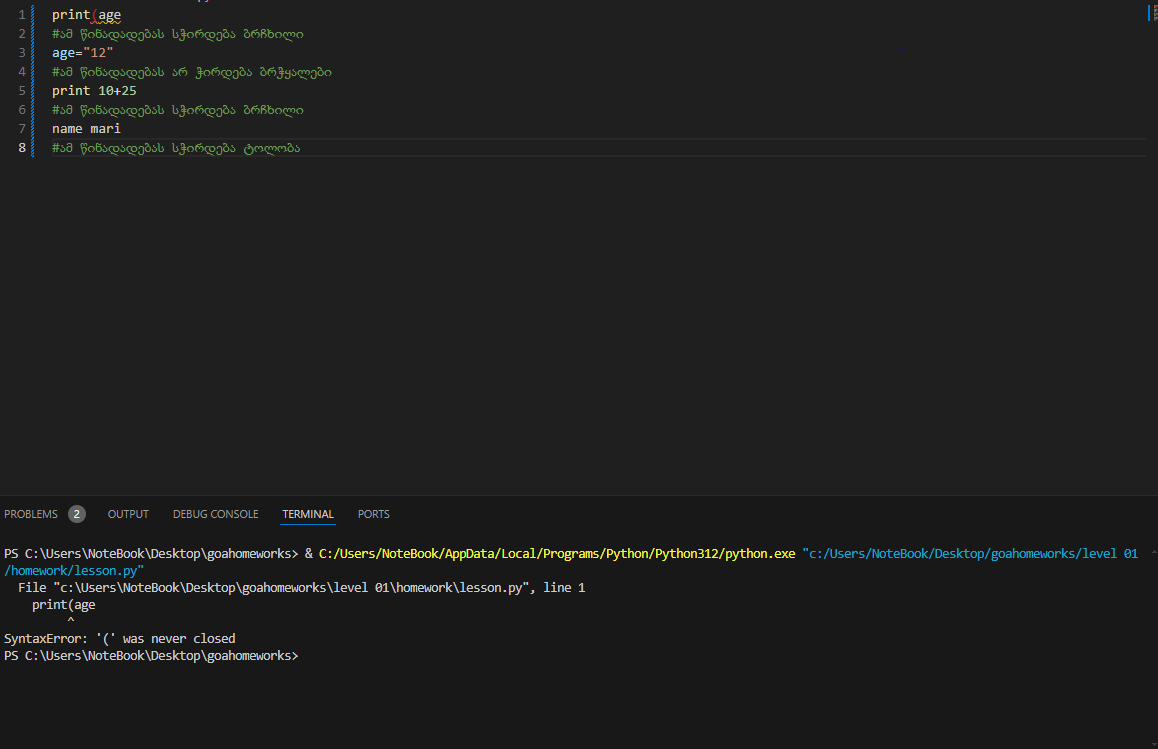 1 print(age
2 #ამ წინადადებას სჭირდება ბრჩხილი
3 age="12"
4 #ამ წინადადებას არ ჭირდება ბრჭყალები
5 print 10+25
6 #ამ წინადადებას სჭირდება ბრჩხილი
7 name mari
8 #ამ წინადადებას სჭირდება ტოლობა
PROBLEMS 2 OUTPUT DEBUG CONSOLE TERMINAL PORTS
PS C:\Users\NoteBook\Desktop\goahomeworks> & C:/Users/NoteBook/AppData/Local/Programs/Python/Python312/python.exe "c:/Users/NoteBook/Desktop/goahomeworks/level 01
/homework/lesson.py"
File "c:\Users\NoteBook\Desktop\goahomeworks\level 01\homework\lesson.py", line 1
print(age
^
SyntaxError: '(' was never closed
PS C:\Users\NoteBook\Desktop\goahomeworks>